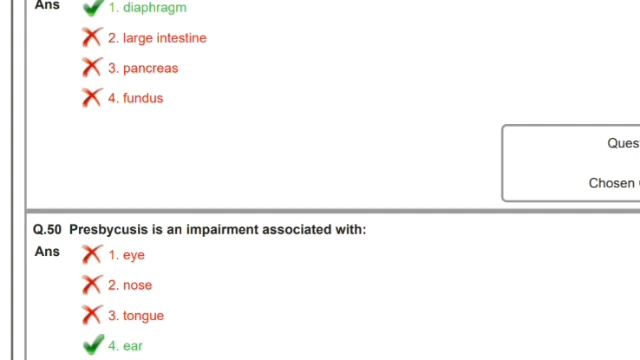 Ans 1. diaphragm
2. large intestine
3. pancreas
4. fundus
Chosen
Q.50 Presbycusis is an impairment associated with:
Ans 1. eye
2. nose
3. tongue
4. ear